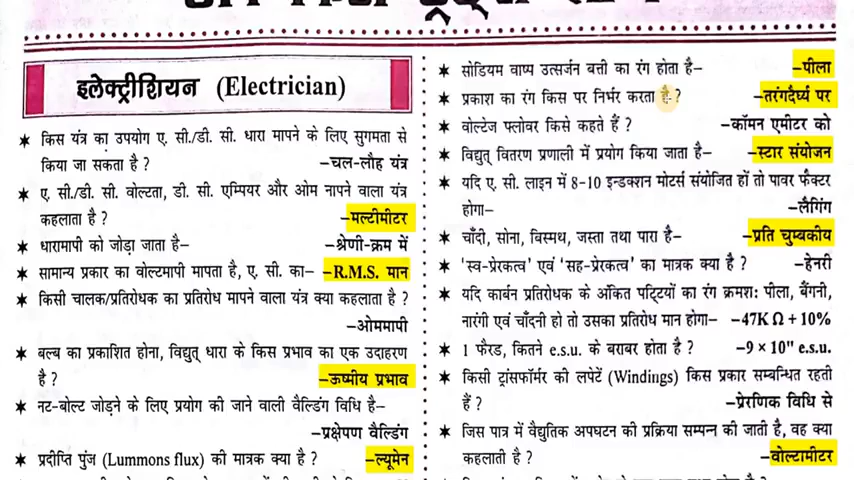 इलेक्ट्रीशियन (Electrician)
★ किस यंत्र का उपयोग ए. सी./डी. सी. धारा मापने के लिए सुगमता से
किया जा सकता है ? –चल-लौह यंत्र
★ ए. सी./डी. सी. वोल्टता, डी. सी. एम्पियर और ओम नापने वाला यंत्र
कहलाता है ? –मल्टीमीटर
★ धारामापी को जोड़ा जाता है– –श्रेणी-क्रम में
★ सामान्य प्रकार का वोल्टमापी मापता है, ए. सी. का– –R.M.S. मान
★ किसी चालक/प्रतिरोधक का प्रतिरोध मापने वाला यंत्र क्या कहलाता है ?
–ओममापी
★ बल्ब का प्रकाशित होना, विद्युत् धारा के किस प्रभाव का एक उदाहरण
है ? –ऊष्मीय प्रभाव
★ नट-बोल्ट जोड़ने के लिए प्रयोग की जाने वाली वैल्डिंग विधि है–
–प्रक्षेपण वैल्डिंग
★ प्रदीप्ति पुंज (Lummons flux) की मात्रक क्या है ? –ल्यूमेन
★ सोडियम वाष्प उत्सर्जन बत्ती का रंग होता है– –पीला
★ प्रकाश का रंग किस पर निर्भर करता है ? –तरंगदैर्घ्य पर
★ वोल्टेज फ्लोवर किसे कहते हैं ? –कॉमन एमीटर को
★ विद्युत् वितरण प्रणाली में प्रयोग किया जाता है– –स्टार संयोजन
★ यदि ए. सी. लाइन में 8-10 इन्डक्शन मोटर्स संयोजित हों तो पावर फैक्टर
होगा– –लैगिंग
★ चाँदी, सोना, बिस्मथ, जस्ता तथा पारा है– –प्रति चुम्बकीय
★ 'स्व-प्रेरकत्व' एवं 'सह-प्रेरकत्व' का मात्रक क्या है ? –हेनरी
★ यदि कार्बन प्रतिरोधक के अंकित पट्टियों का रंग क्रमश: पीला, बैंगनी,
नारंगी एवं चाँदनी हो तो उसका प्रतिरोध मान होगा– –47K Ω + 10%
★ 1 फैरड, कितने e.s.u. के बराबर होता है ? –9 × 10" e.s.u.
★ किसी ट्रांसफॉर्मर की लपेटें (Windings) किस प्रकार सम्बन्धित रहती
हैं ? –प्रेरणिक विधि से
★ जिस पात्र में वैद्युतिक अपघटन की प्रक्रिया सम्पन्न की जाती है, वह क्या
कहलाती है ? –वोल्टामीटर